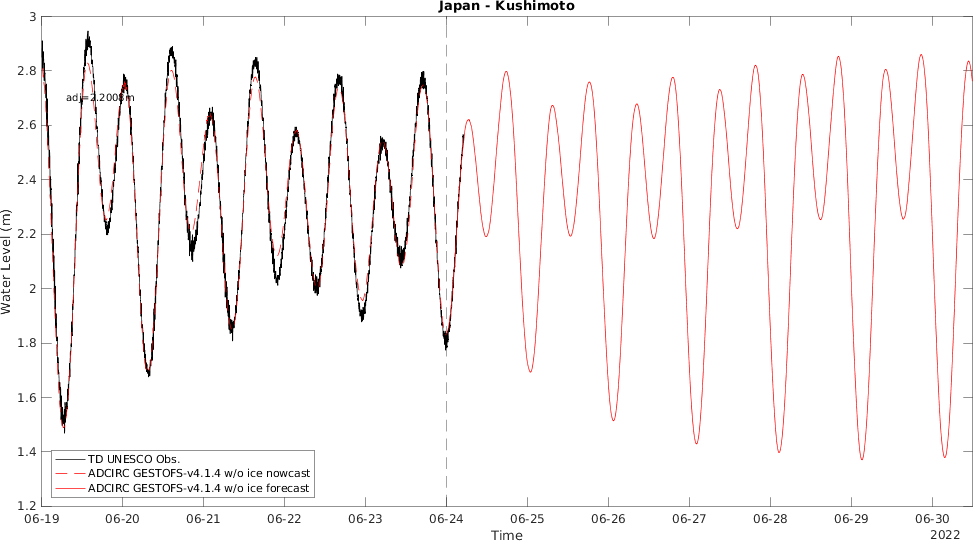 Japan - Kushimoto
Water Level (m)
3
2.8
2.6
2.4
2.2
2
1.8
1.6
1.4
1.2
adj=2.2008m
TD UNESCO Obs.
ADCIRC GESTOFS-v4.1.4 w/o ice nowcast
ADCIRC GESTOFS-v4.1.4 w/o ice forecast
06-19 06-20 06-21 06-22 06-23 06-24 06-25 06-26 06-27 06-28 06-29 06-30
Time
2022